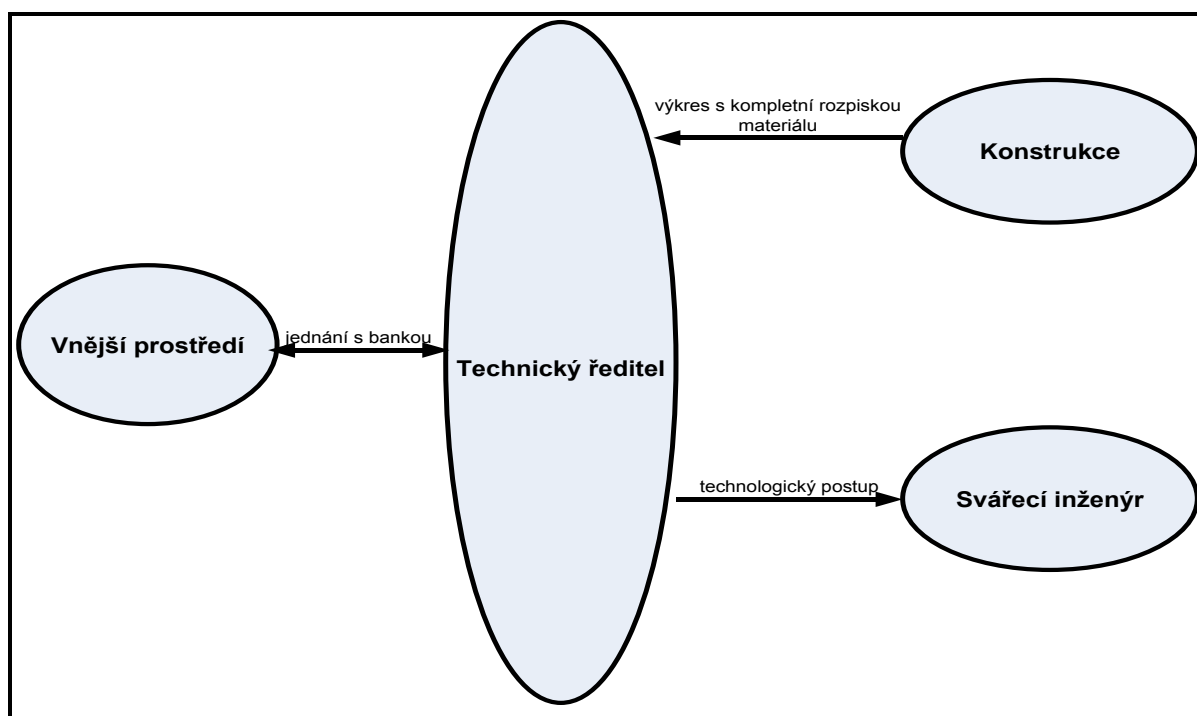 výkres s kompletní rozpiskou
materiálu
Konstrukce
Vnější prostředí
jednání s bankou
Technický ředitel
technologický postup
Svářecí inženýr